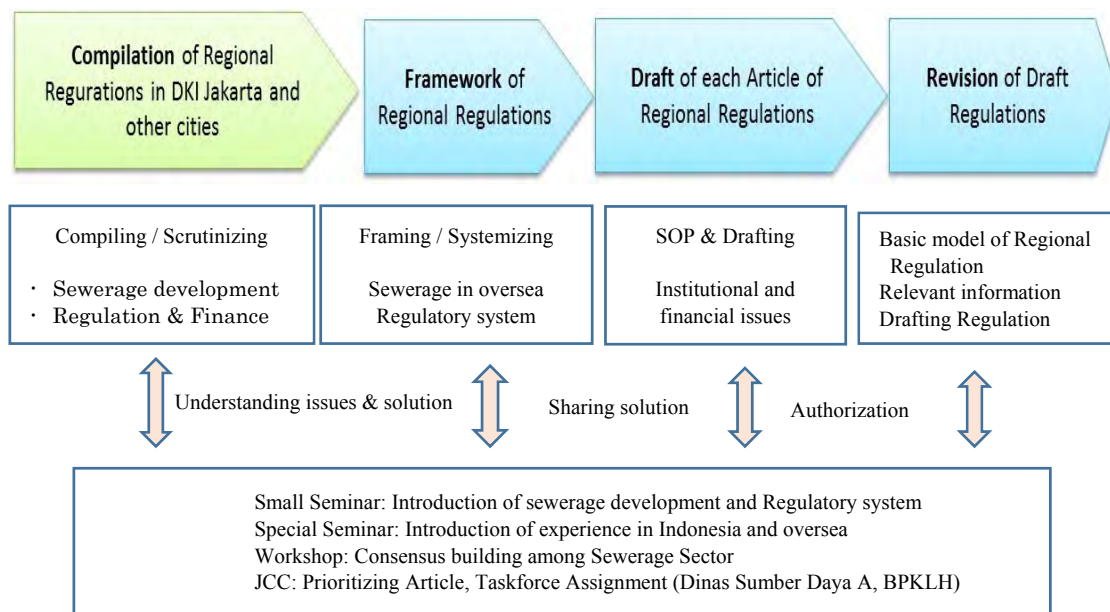 Compilation of Regional
Regurations in DKI Jakarta and
other cities
Framework of
Regional Regulations
Draft of each Article of
Regional Regulations
Revision of Draft
Regulations
Compiling / Scrutinizing
・ Sewerage development
・ Regulation & Finance
Framing / Systemizing
Sewerage in oversea
Regulatory system
SOP & Drafting
Institutional and
financial issues
Basic model of Regional
Regulation
Relevant information
Drafting Regulation
Understanding issues & solution
Sharing solution
Authorization
Small Seminar: Introduction of sewerage development and Regulatory system
Special Seminar: Introduction of experience in Indonesia and oversea
Workshop: Consensus building among Sewerage Sector
JCC: Prioritizing Article, Taskforce Assignment (Dinas Sumber Daya A, BPKLH)